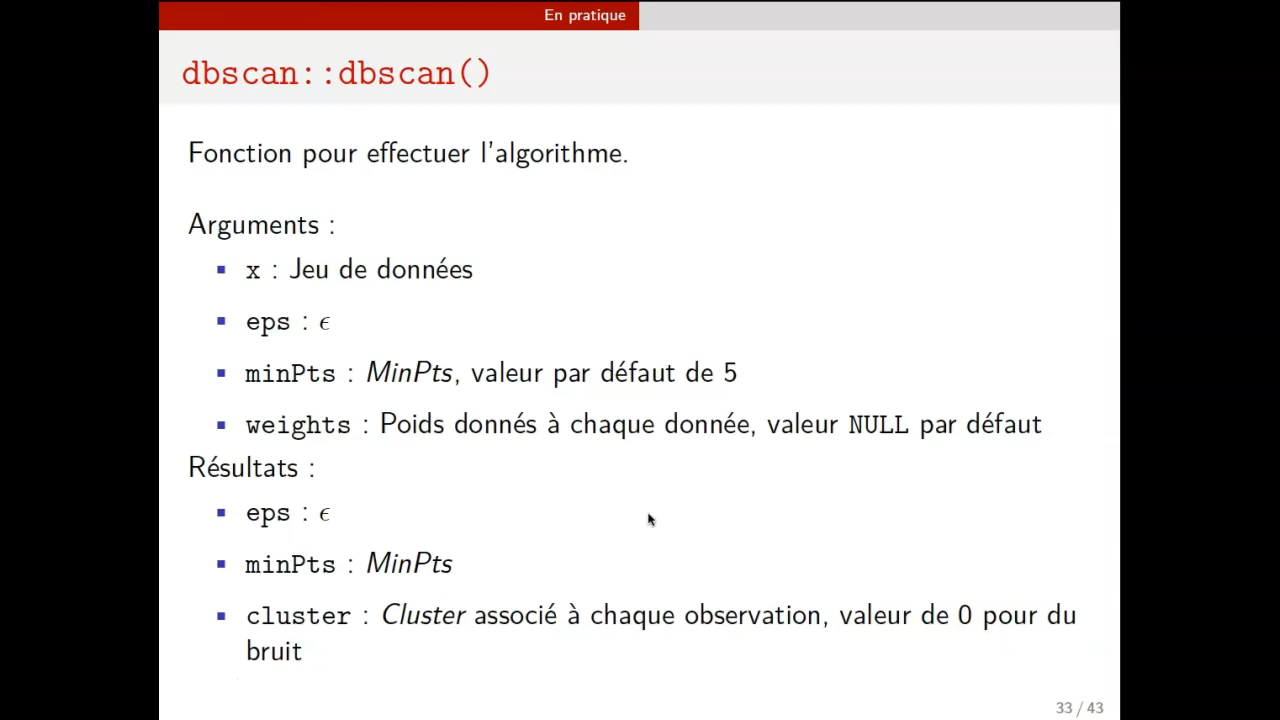 En pratique
dbscan::dbscan()
Fonction pour effectuer l'algorithme.
Arguments :
▪ x : Jeu de données
▪ eps : ϵ
▪ minPts : MinPts, valeur par défaut de 5
▪ weights : Poids donnés à chaque donnée, valeur NULL par défaut
Résultats :
▪ eps : ϵ
▪ minPts : MinPts
▪ cluster : Cluster associé à chaque observation, valeur de 0 pour du
bruit
33 / 43